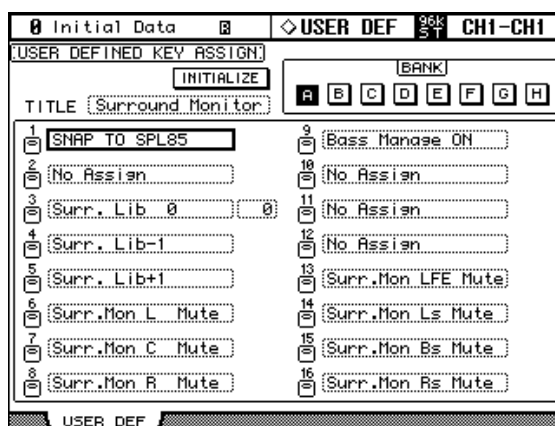 0 Initial Data R ◇USER DEF 96k ST CH1-CH1
USER DEFINED KEY ASSIGN
INITIALIZE
BANK
TITLE Surround Monitor
A B C D E F G H
1 SNAP TO SPL85
2 No Assign
3 Surr. Lib 0 0
4 Surr. Lib-1
5 Surr. Lib+1
6 Surr.Mon L Mute
7 Surr.Mon C Mute
8 Surr.Mon R Mute
9 Bass Manage ON
10 No Assign
11 No Assign
12 No Assign
13 Surr.Mon LFE Mute
14 Surr.Mon Ls Mute
15 Surr.Mon Bs Mute
16 Surr.Mon Rs Mute
USER DEF